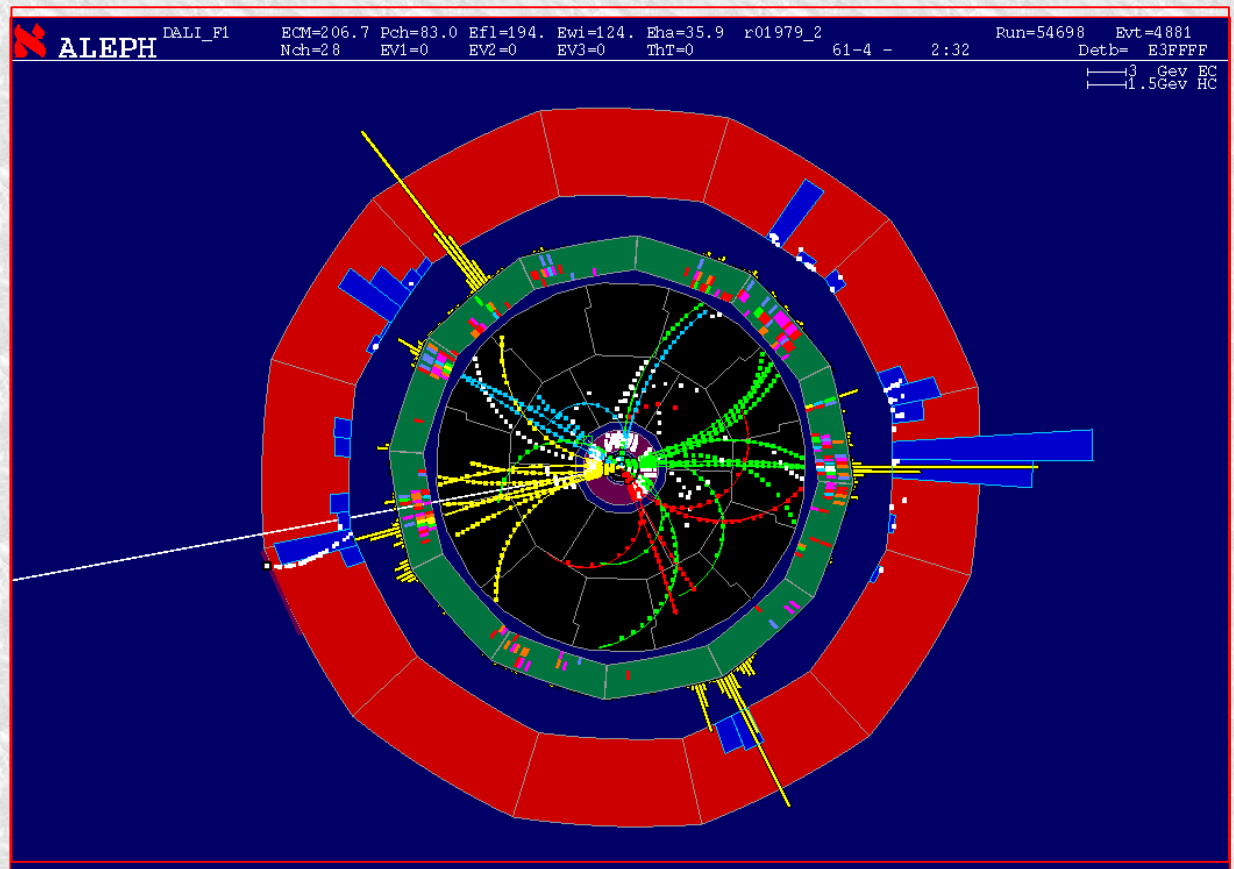 ALEPH DALI_F1 ECM=206.7 Pch=83.0 Efl=194. Ewi=124. Eha=35.9 r01979_2 Run=54698 Evt=4881
Nch=28 EV1=0 EV2=0 EV3=0 ThT=0 61-4 - 2:32 Detb= E3FFFF
3 Gev EC
1.5Gev HC